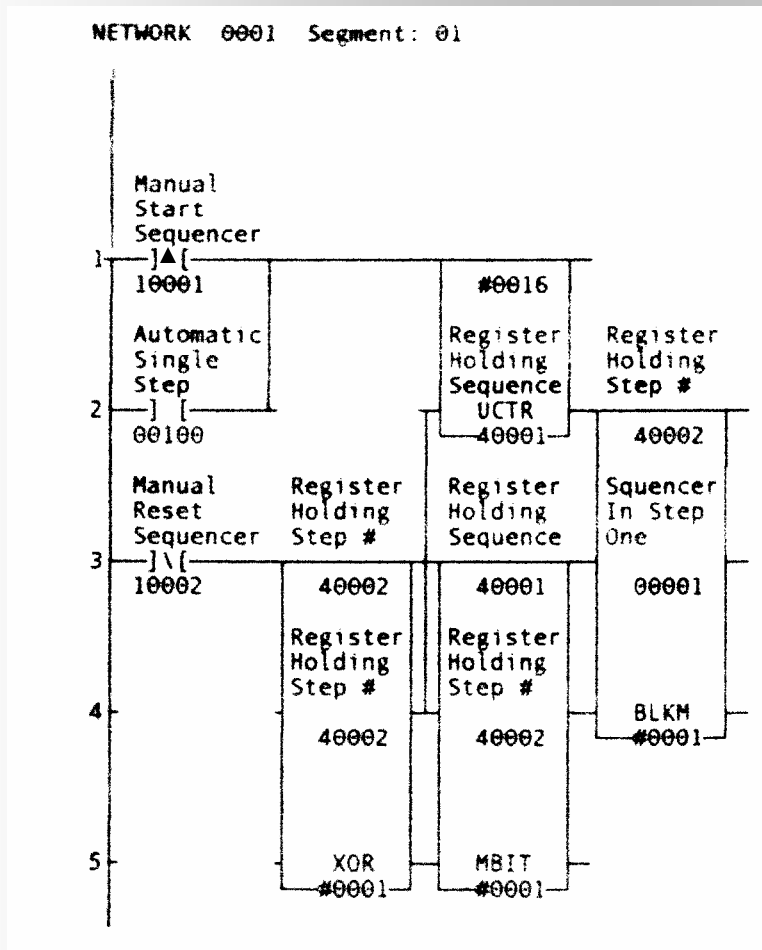 NETWORK 0001 Segment: 01
Manual
Start
Sequencer
1 ]▲[
10001 #0016
Automatic Register Register
Single Holding Holding
Step Sequence Step #
2 ] [ UCTR
00100 40001 40002
Manual Register Register Squencer
Reset Holding Holding In Step
Sequencer Step # Sequence One
3 ]\[
10002 40002 40001 00001
Register Register
Holding Holding
Step # Step #
4 BLKM
40002 40002 #0001
5 XOR MBIT
#0001 #0001